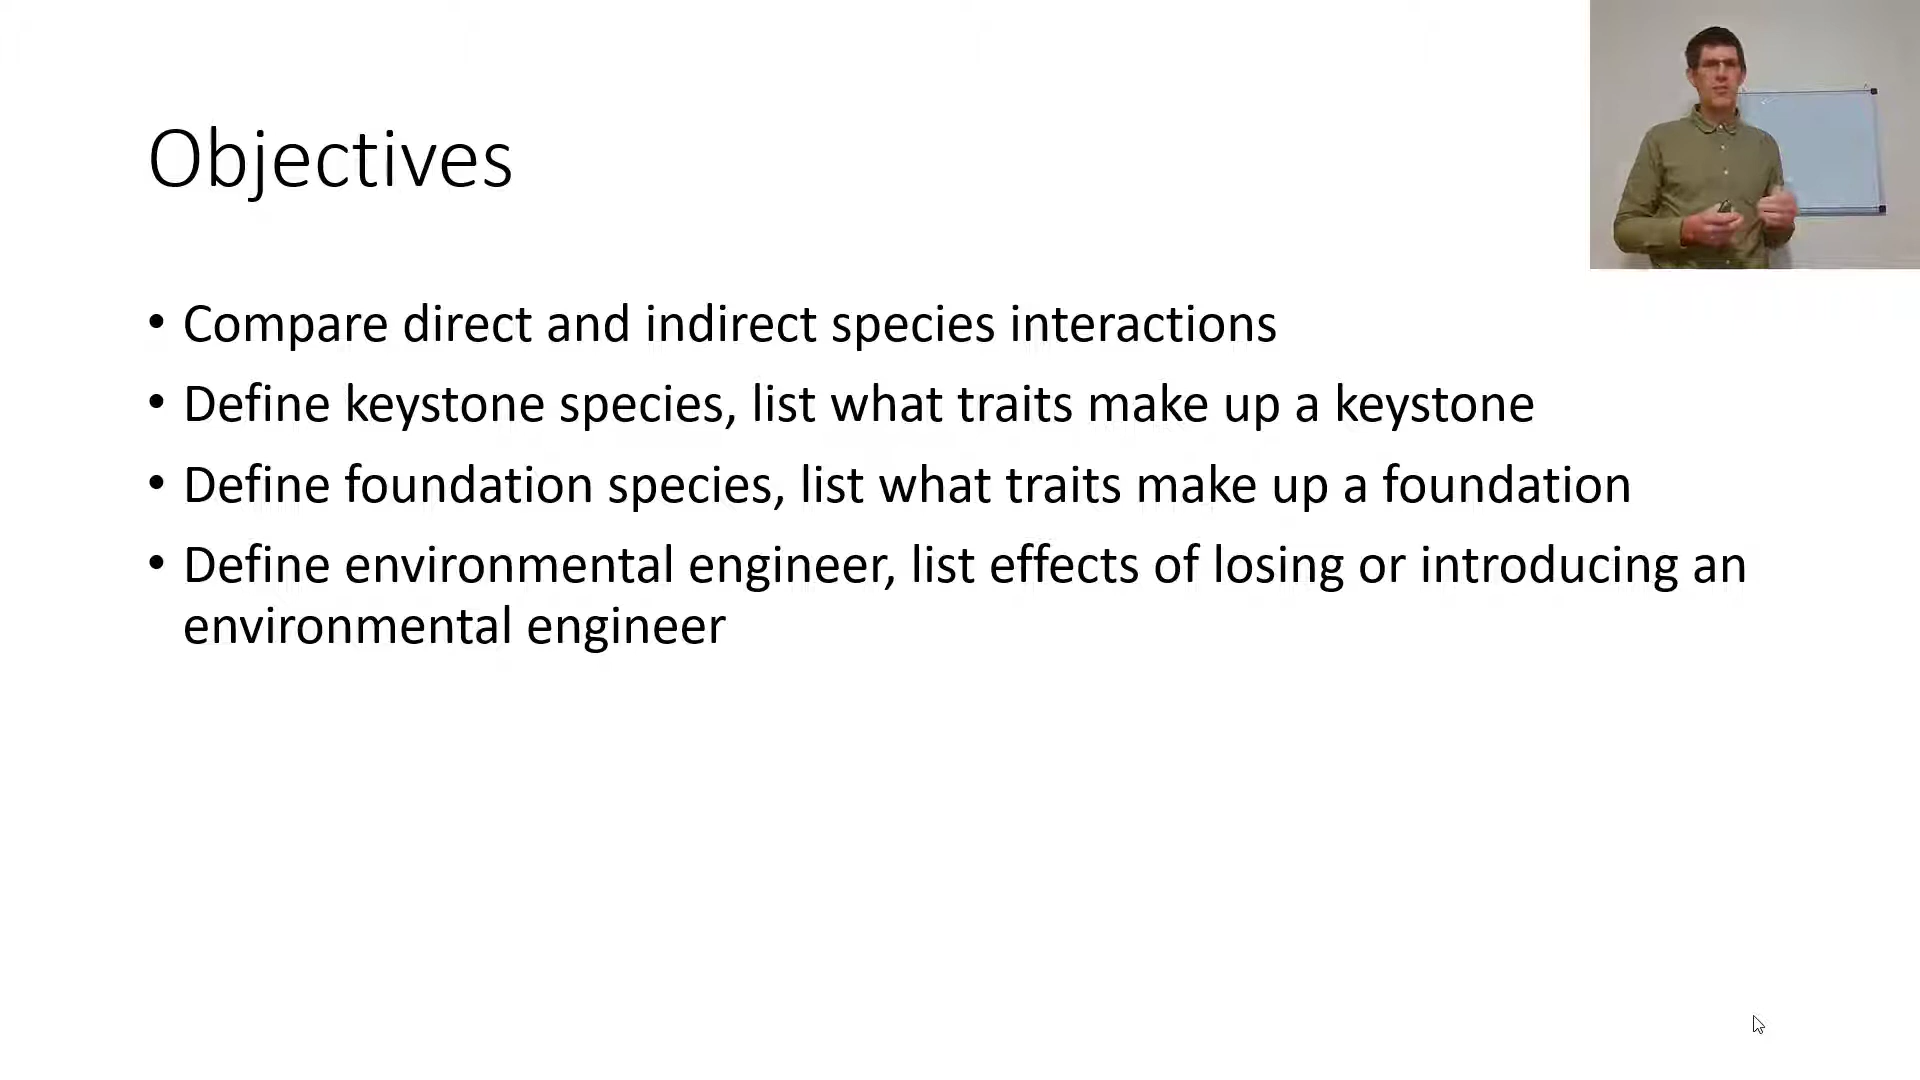 Objectives
• Compare direct and indirect species interactions
• Define keystone species, list what traits make up a keystone
• Define foundation species, list what traits make up a foundation
• Define environmental engineer, list effects of losing or introducing an
environmental engineer